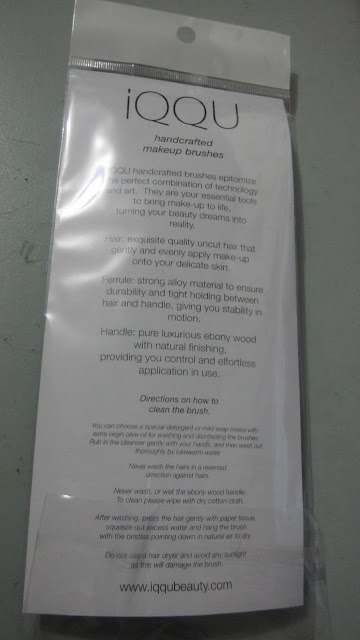 iQQU
handcrafted
makeup brushes
iQQU handcrafted brushes epitomize
the perfect combination of technology
and art. They are your essential tools
to bring make-up to life,
turning your beauty dreams into
reality.
Hair: exquisite quality uncut hair that
gently and evenly apply make-up
onto your delicate skin.
Ferrule: strong alloy material to ensure
durability and tight holding between
hair and handle, giving you stability in
motion.
Handle: pure luxurious ebony wood
with natural finishing,
providing you control and effortless
application in use.
Directions on how to
clean the brush.
You can choose a special detergent or mild soap mixed with
extra virgin olive oil for washing and disinfecting the brushes.
Rub in the cleanser gently with your hands, and then wash out
thoroughly by lukewarm water.
Never wash the hairs in a reversed
direction against hairs.
Never wash, or wet the ebony wood handle.
To clean please wipe with dry cotton cloth.
After washing, press the hair gently with paper tissue,
squeeze out excess water and hang the brush
with the bristles pointing down in natural air to dry.
Do not use a hair dryer and avoid any sunlight
as this will damage the brush.
www.iqqubeauty.com